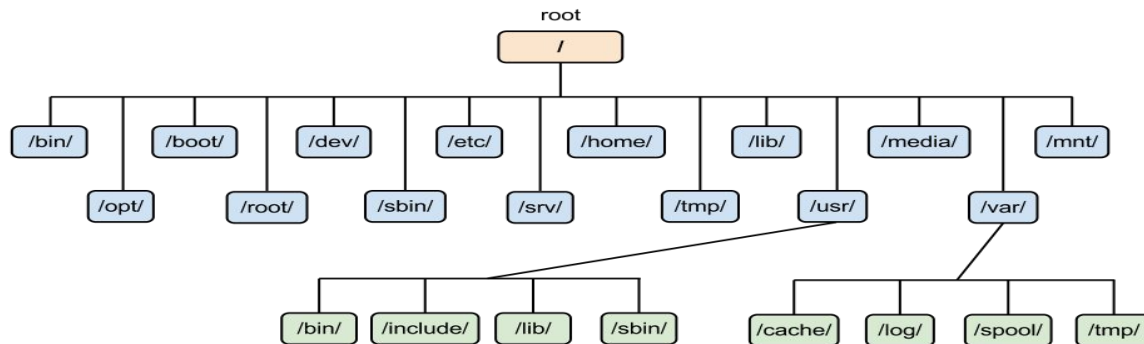 root
/
/bin/ /boot/ /dev/ /etc/ /home/ /lib/ /media/ /mnt/
/opt/ /root/ /sbin/ /srv/ /tmp/ /usr/ /var/
/bin/ /include/ /lib/ /sbin/ /cache/ /log/ /spool/ /tmp/